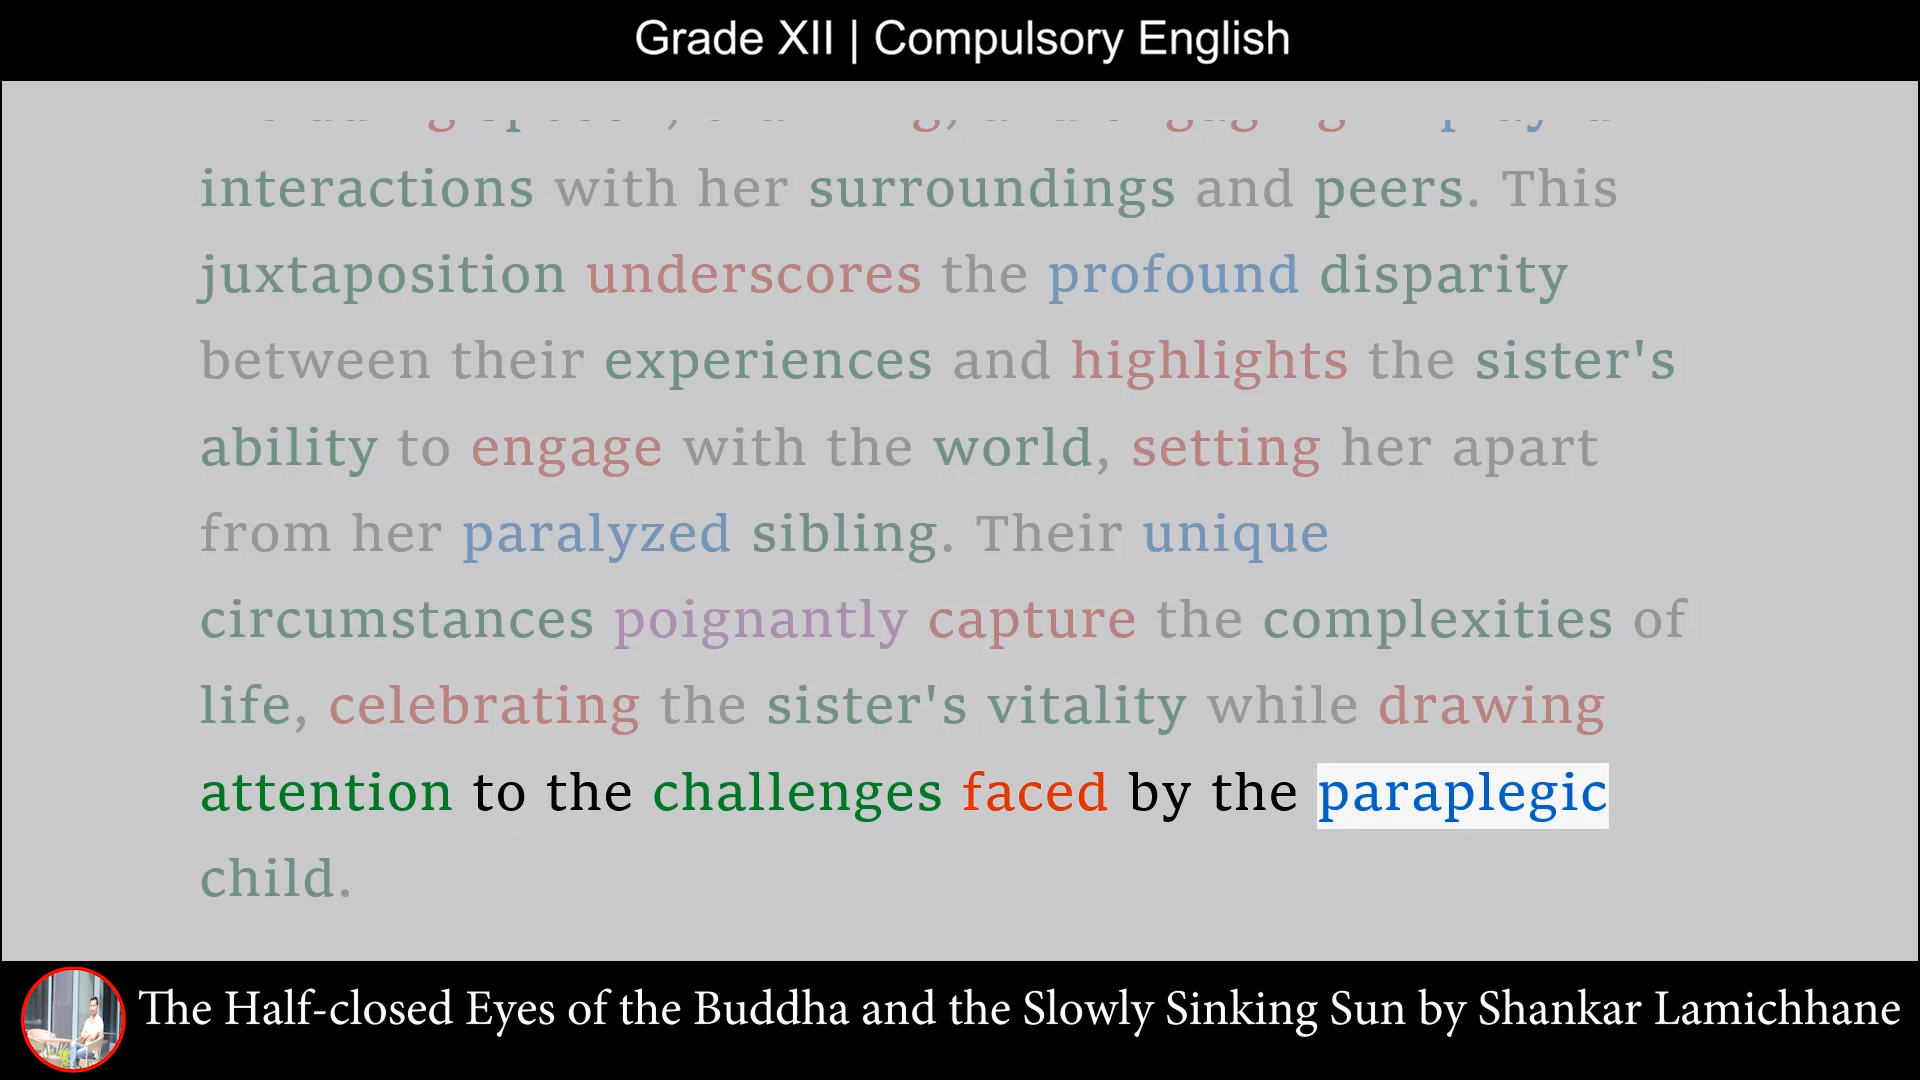 Grade XII | Compulsory English
interactions with her surroundings and peers. This
juxtaposition underscores the profound disparity
between their experiences and highlights the sister's
ability to engage with the world, setting her apart
from her paralyzed sibling. Their unique
circumstances poignantly capture the complexities of
life, celebrating the sister's vitality while drawing
attention to the challenges faced by the paraplegic
child.
The Half-closed Eyes of the Buddha and the Slowly Sinking Sun by Shankar Lamichhane